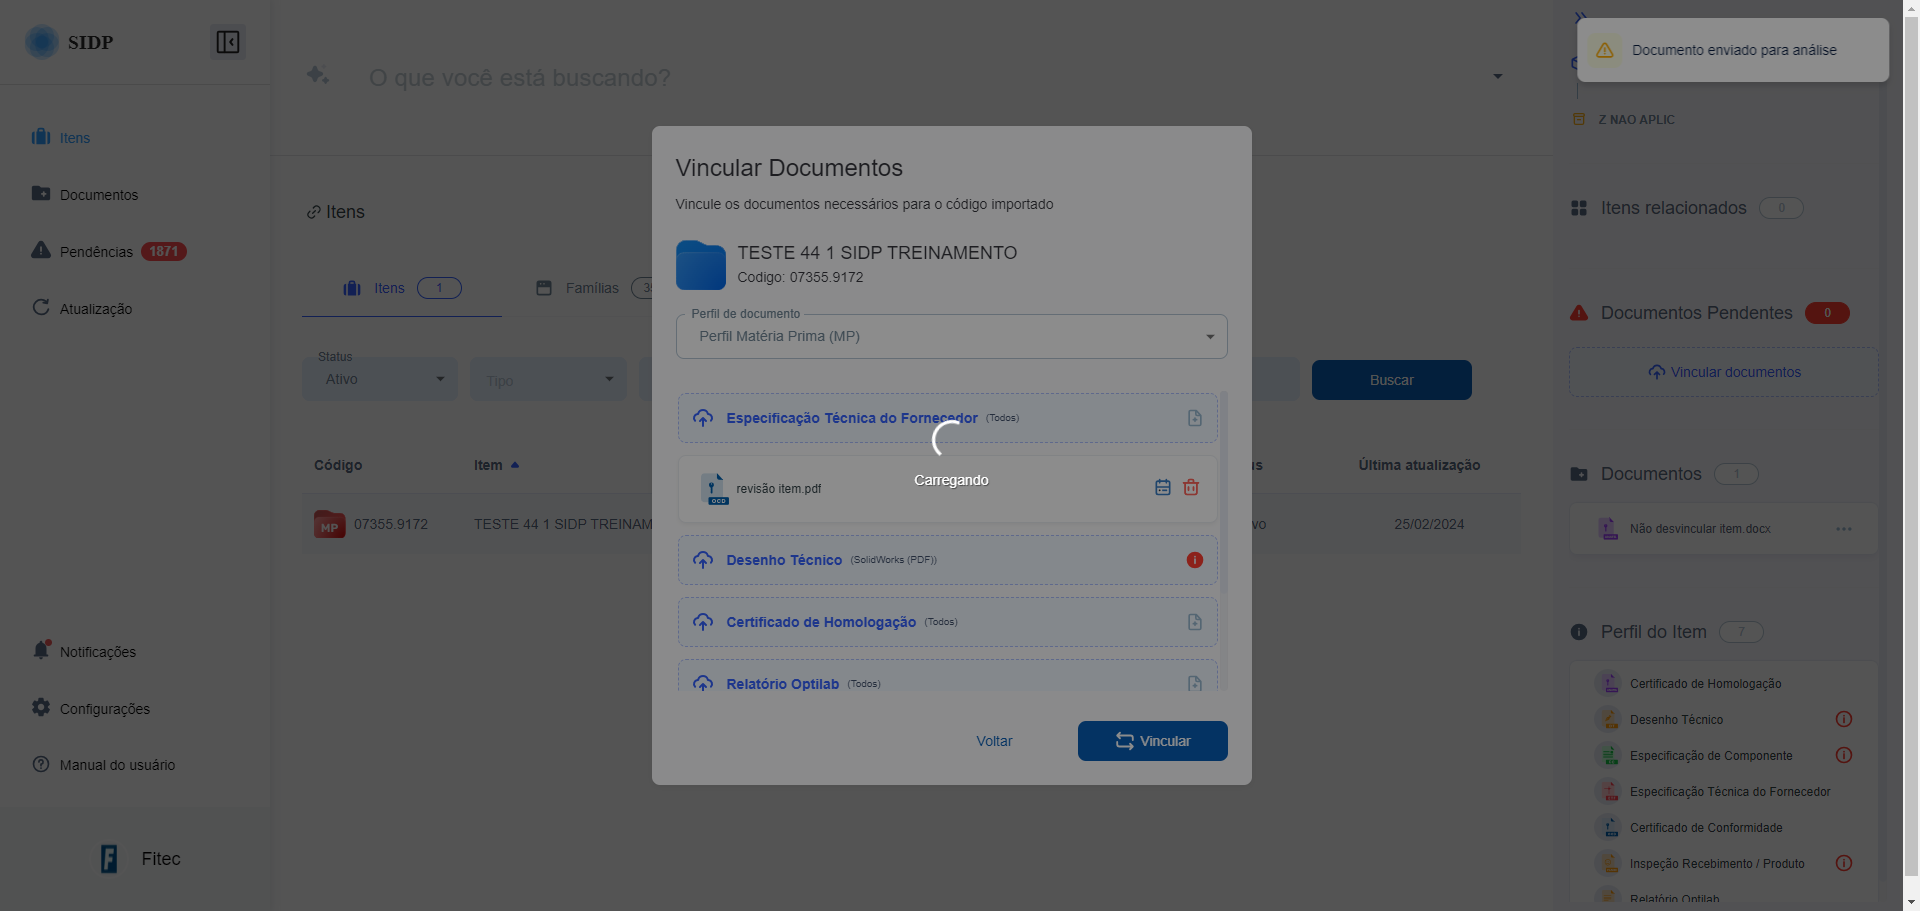 SIDP
Itens
Documentos
Pendências 1871
Atualização
Notificações
Configurações
Manual do usuário
Fitec
O que você está buscando?
Itens
Itens 1
Famílias
Status
Ativo
Tipo
Buscar
Código
Item
Última atualização
MP
07355.9172
TESTE 44 1 SIDP TREINAM
25/02/2024
Vincular Documentos
Vincule os documentos necessários para o código importado
TESTE 44 1 SIDP TREINAMENTO
Codigo: 07355.9172
Perfil de documento
Perfil Matéria Prima (MP)
Especificação Técnica do Fornecedor (Todos)
Carregando
revisão item.pdf
Desenho Técnico (SolidWorks (PDF))
Certificado de Homologação (Todos)
Relatório Optilab (Todos)
Voltar
Vincular
Documento enviado para análise
Z NAO APLIC
Itens relacionados 0
Documentos Pendentes 0
Vincular documentos
Documentos 1
Não desvincular item.docx
Perfil do Item 7
Certificado de Homologação
Desenho Técnico
Especificação de Componente
Especificação Técnica do Fornecedor
Certificado de Conformidade
Inspeção Recebimento / Produto
Relatório Optilab